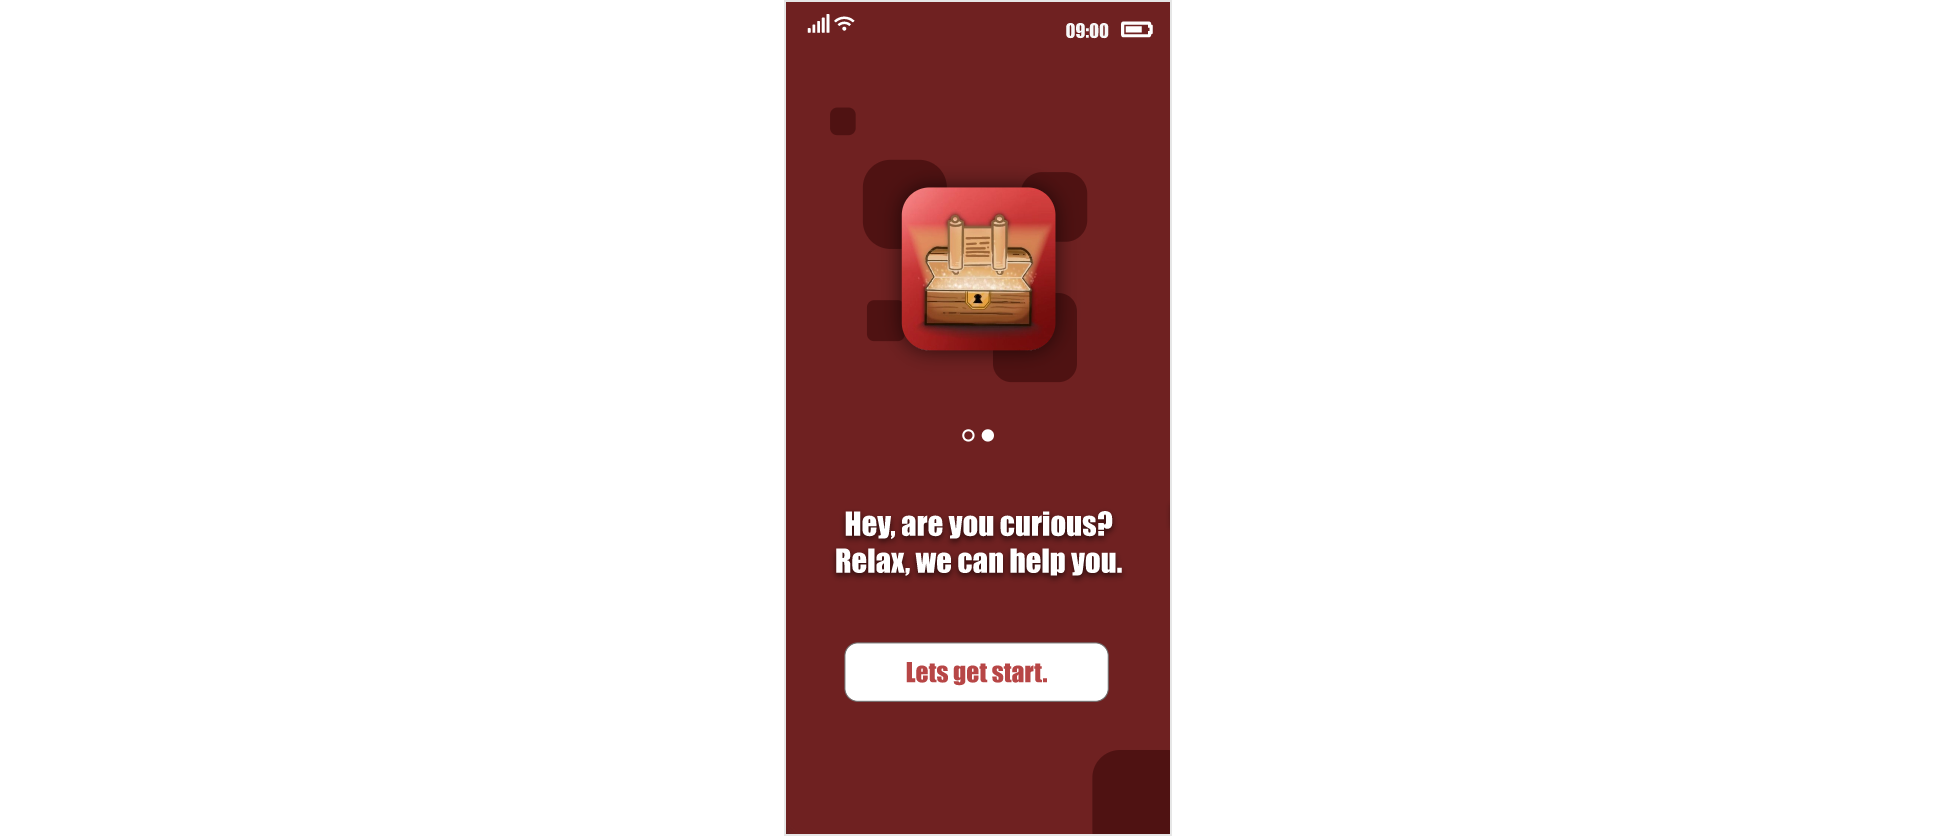 09:00
Hey, are you curious?
Relax, we can help you.
Lets get start.